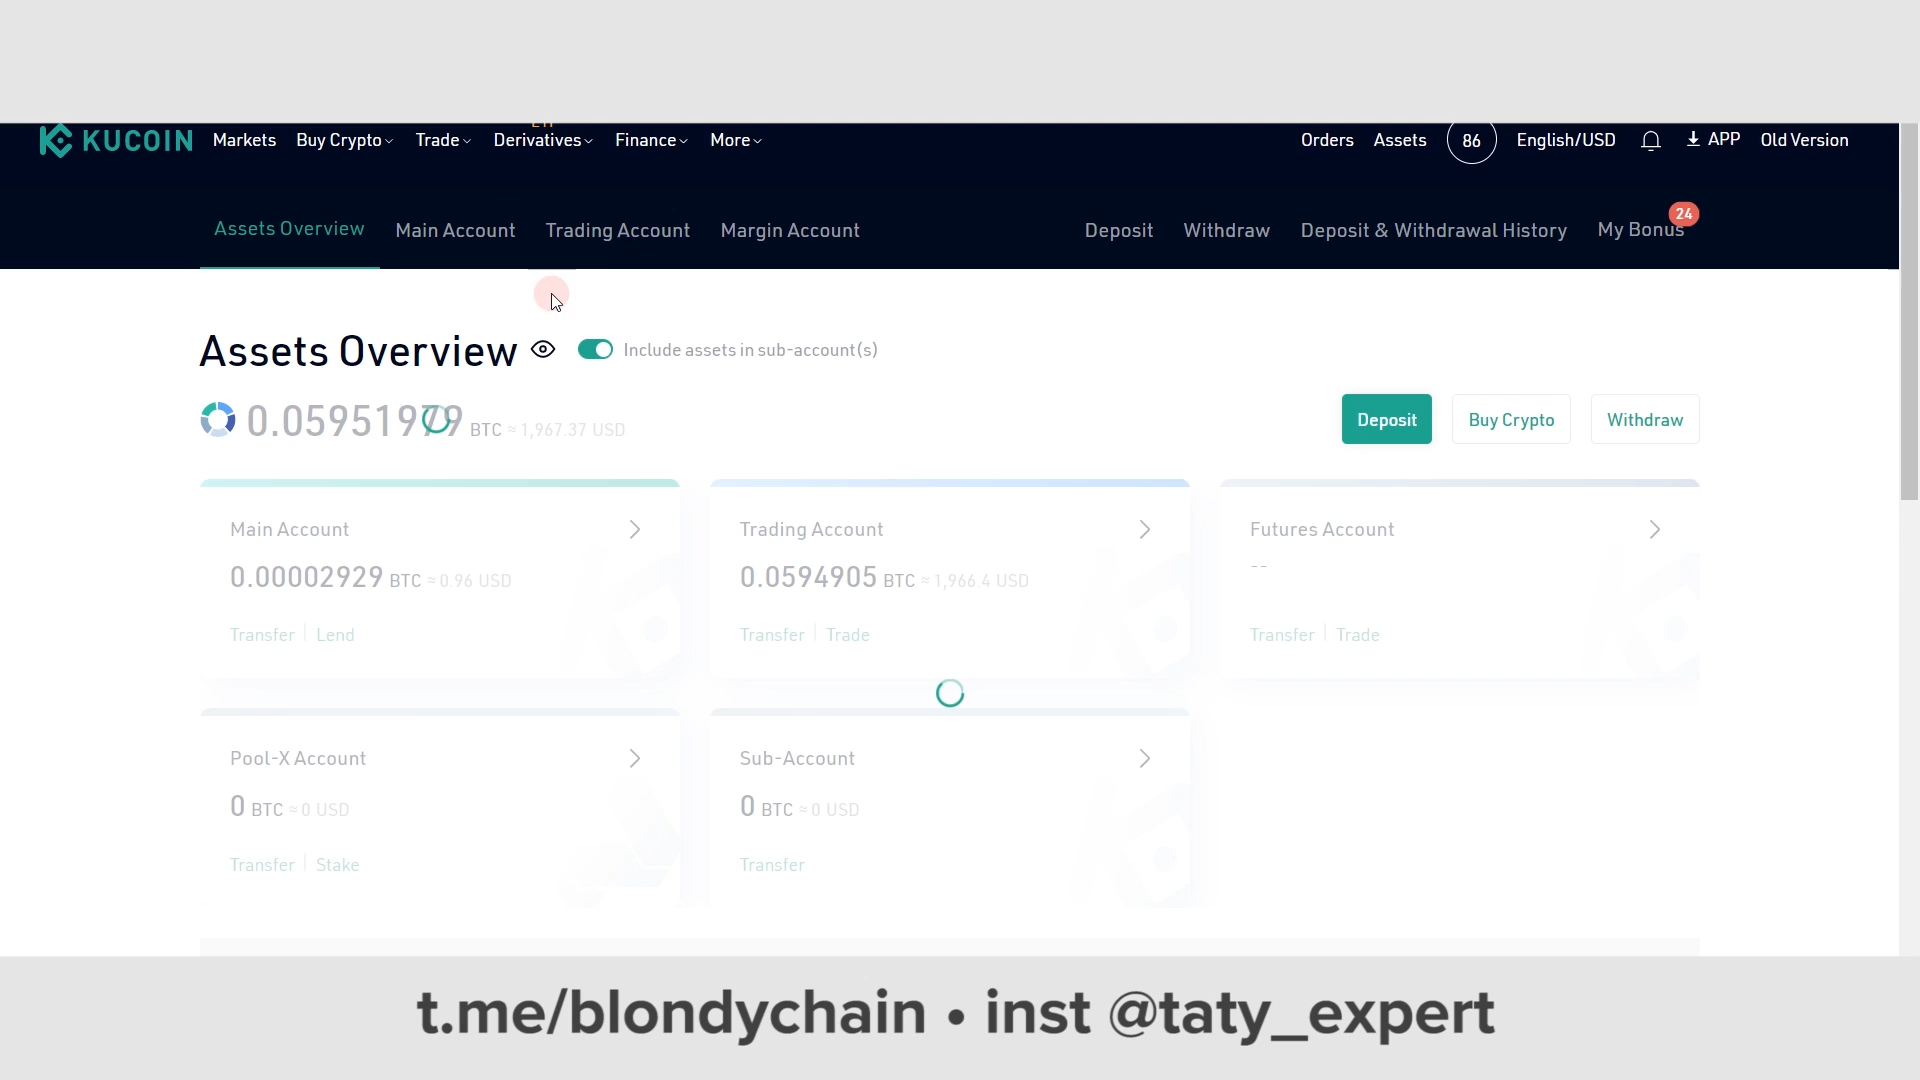 KUCOIN Markets Buy Crypto Trade Derivatives Finance More Orders Assets 86 English/USD APP Old Version
Assets Overview Main Account Trading Account Margin Account Deposit Withdraw Deposit & Withdrawal History My Bonus 24
Assets Overview Include assets in sub-account(s)
0.05951979 BTC ≈ 1,967.37 USD Deposit Buy Crypto Withdraw
Main Account
0.00002929 BTC ≈ 0.96 USD
Transfer | Lend
Trading Account
0.0594905 BTC ≈ 1,966.4 USD
Transfer | Trade
Futures Account
--
Transfer | Trade
Pool-X Account
0 BTC ≈ 0 USD
Transfer | Stake
Sub-Account
0 BTC ≈ 0 USD
Transfer
t.me/blondychain • inst @taty_expert